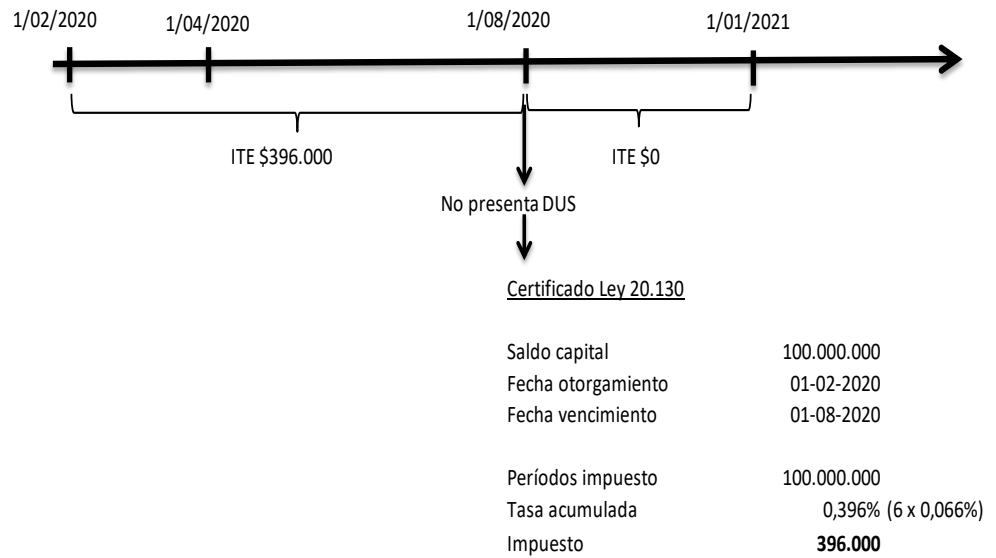 1/02/2020 1/04/2020 1/08/2020 1/01/2021
ITE $396.000 ITE $0
No presenta DUS
Certificado Ley 20.130
Saldo capital 100.000.000
Fecha otorgamiento 01-02-2020
Fecha vencimiento 01-08-2020
Períodos impuesto 100.000.000
Tasa acumulada 0,396% (6 x 0,066%)
Impuesto 396.000